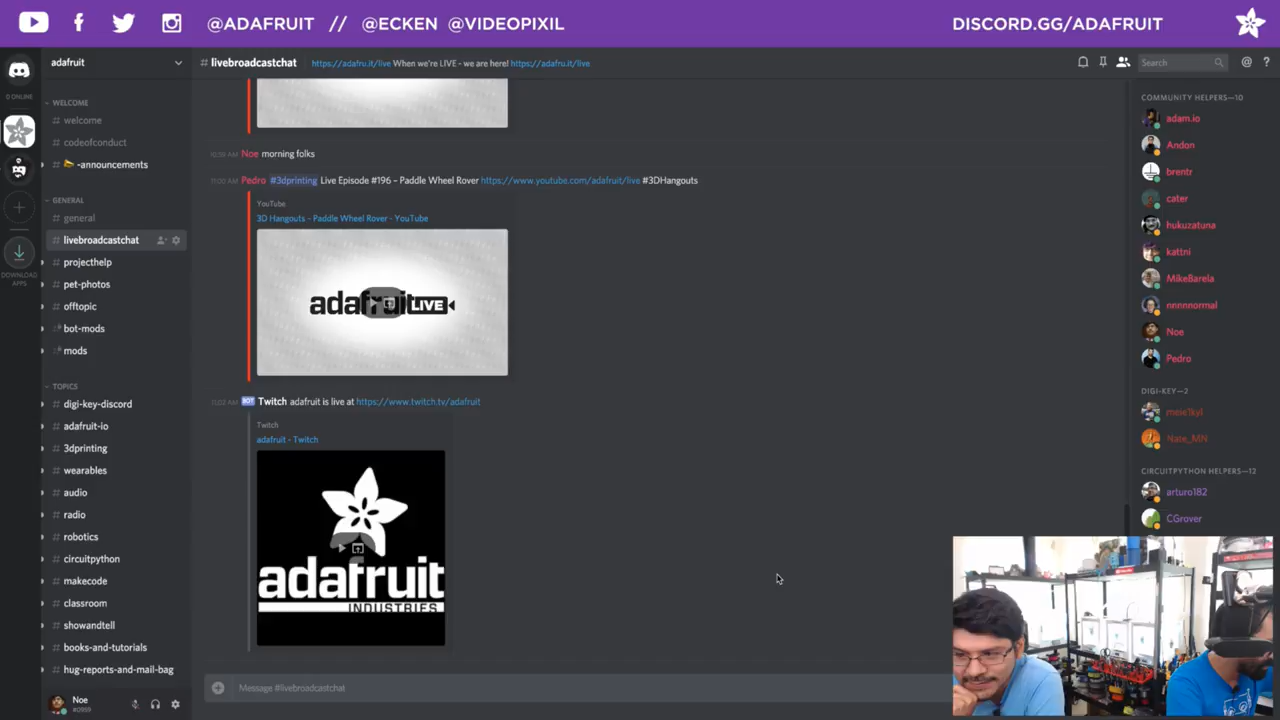 @ADAFRUIT // @ECKEN @VIDEOPIXIL
DISCORD.GG/ADAFRUIT
0 ONLINE
DOWNLOAD
APPS
adafruit
WELCOME
# welcome
# codeofconduct
-announcements
GENERAL
# general
# livebroadcastchat
# projecthelp
# pet-photos
# offtopic
bot-mods
mods
TOPICS
# digi-key-discord
# adafruit-io
# 3dprinting
# wearables
# audio
# radio
# robotics
# circuitpython
# makecode
# classroom
# showandtell
# books-and-tutorials
# hug-reports-and-mail-bag
Noe
#0959
# livebroadcastchat https://adafru.it/live When we're LIVE - we are here! https://adafru.it/live
Search
@ ?
10:58 AM Noe morning folks
11:00 AM Pedro #3dprinting Live Episode #196 – Paddle Wheel Rover https://www.youtube.com/adafruit/live #3DHangouts
YouTube
3D Hangouts - Paddle Wheel Rover - YouTube
adafruit LIVE
11:02 AM BOT Twitch adafruit is live at https://www.twitch.tv/adafruit
Twitch
adafruit - Twitch
adafruit
INDUSTRIES
Message #livebroadcastchat
COMMUNITY HELPERS—10
adam.io
Andon
brentr
cater
hukuzatuna
kattni
MikeBarela
nnnnnormal
Noe
Pedro
DIGI-KEY—2
meie1kyl
Nate_MN
CIRCUITPYTHON HELPERS—12
arturo182
CGrover